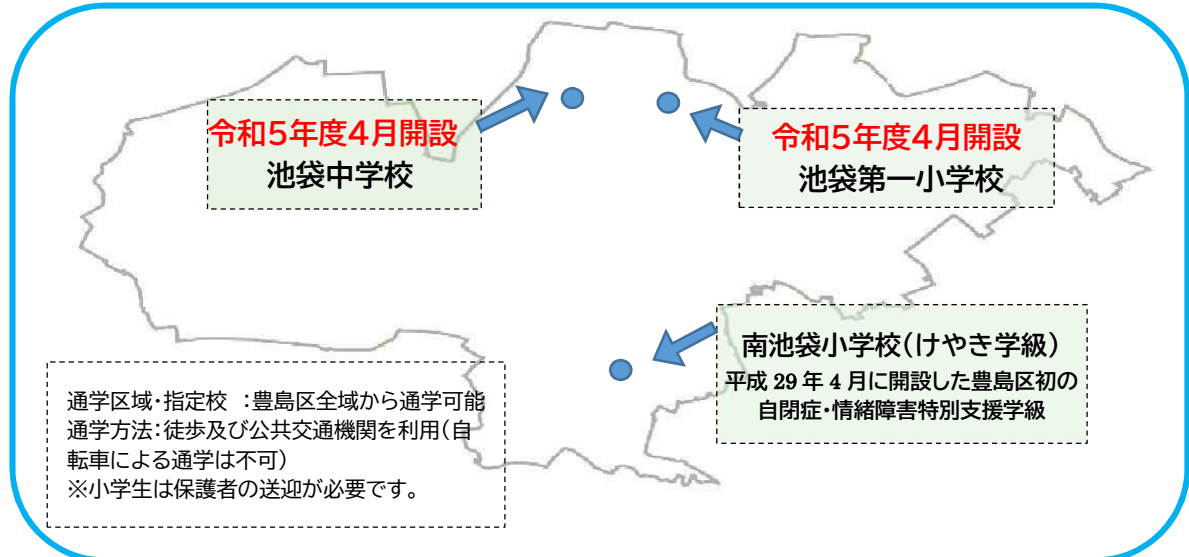 令和5年度4月開設
池袋中学校
令和5年度4月開設
池袋第一小学校
南池袋小学校(けやき学級)
平成 29 年 4 月に開設した豊島区初の
自閉症・情緒障害特別支援学級
通学区域・指定校 :豊島区全域から通学可能
通学方法:徒歩及び公共交通機関を利用(自
転車による通学は不可)
※小学生は保護者の送迎が必要です。